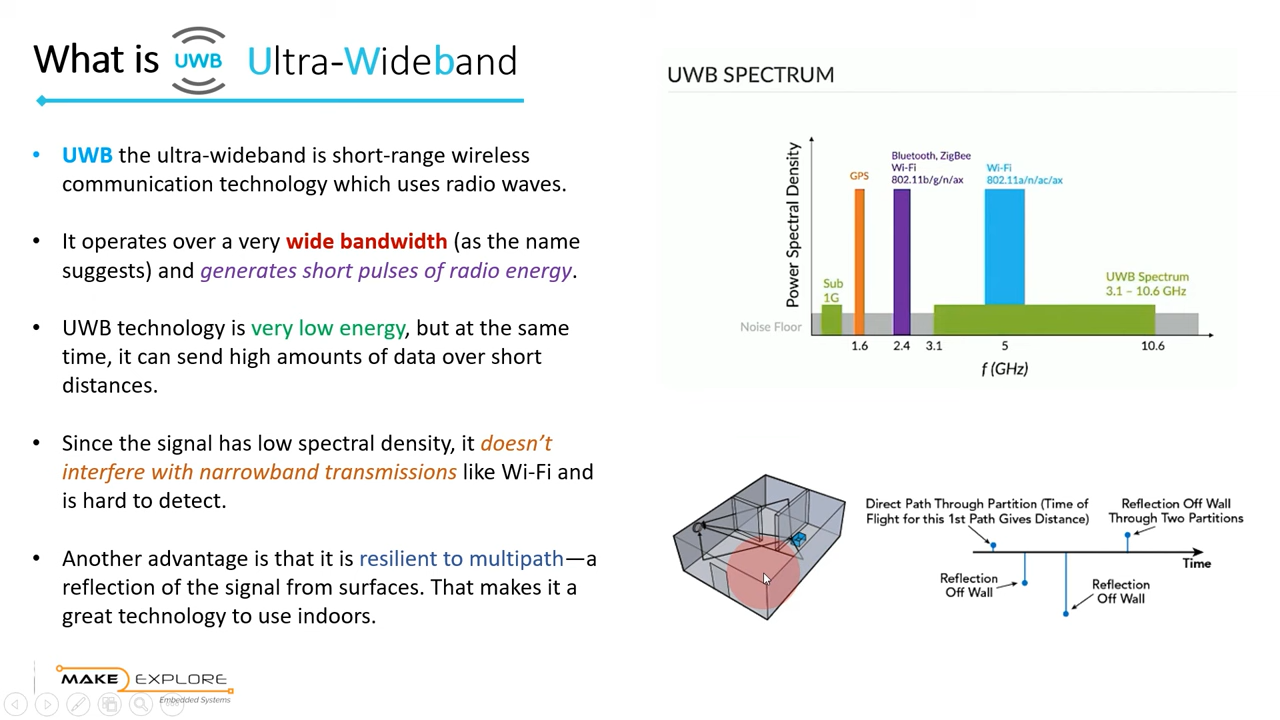 What is UWB Ultra-Wideband
• UWB the ultra-wideband is short-range wireless
communication technology which uses radio waves.
• It operates over a very wide bandwidth (as the name
suggests) and generates short pulses of radio energy.
• UWB technology is very low energy, but at the same
time, it can send high amounts of data over short
distances.
• Since the signal has low spectral density, it doesn't
interfere with narrowband transmissions like Wi-Fi and
is hard to detect.
• Another advantage is that it is resilient to multipath—a
reflection of the signal from surfaces. That makes it a
great technology to use indoors.
MAKE EXPLORE
Embedded Systems
UWB SPECTRUM
Power Spectral Density
Noise Floor
Sub
1G
GPS
Bluetooth, ZigBee
Wi-Fi
802.11b/g/n/ax
Wi-Fi
802.11a/n/ac/ax
UWB Spectrum
3.1 – 10.6 GHz
1.6 2.4 3.1 5 10.6
f (GHz)
Direct Path Through Partition (Time of
Flight for this 1st Path Gives Distance)
Reflection Off Wall
Through Two Partitions
Time
Reflection
Off Wall
Reflection
Off Wall